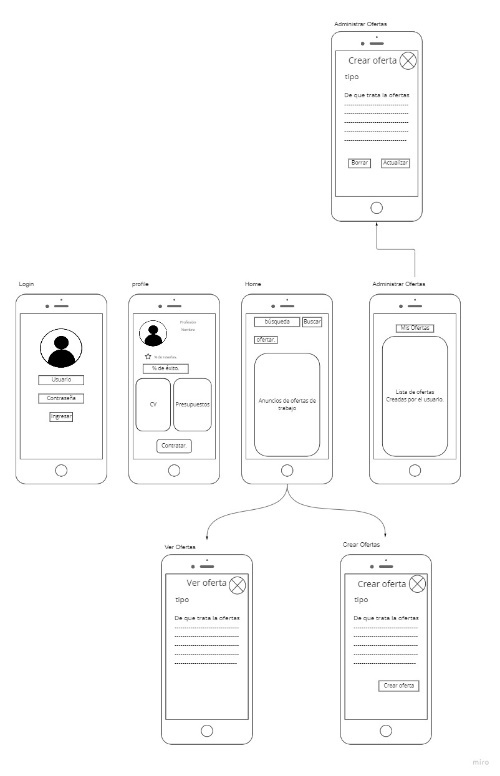 Administrar Ofertas
Crear oferta
tipo
De que trata la ofertas
Borrar
Actualizar
Login
Usuario
Contraseña
Ingresar
profile
Profesion
Nombre
% de éxito.
CV
Presupuestos
Contratar.
Home
búsqueda
Buscar
ofertar.
Anuncios de ofertas de
trabajo
Administrar Ofertas
Mis Ofertas
Lista de ofertas
Creadas por el usuario.
Ver Ofertas
Ver oferta
tipo
De que trata la ofertas
Crear Ofertas
Crear oferta
tipo
De que trata la ofertas
Crear oferta
miro